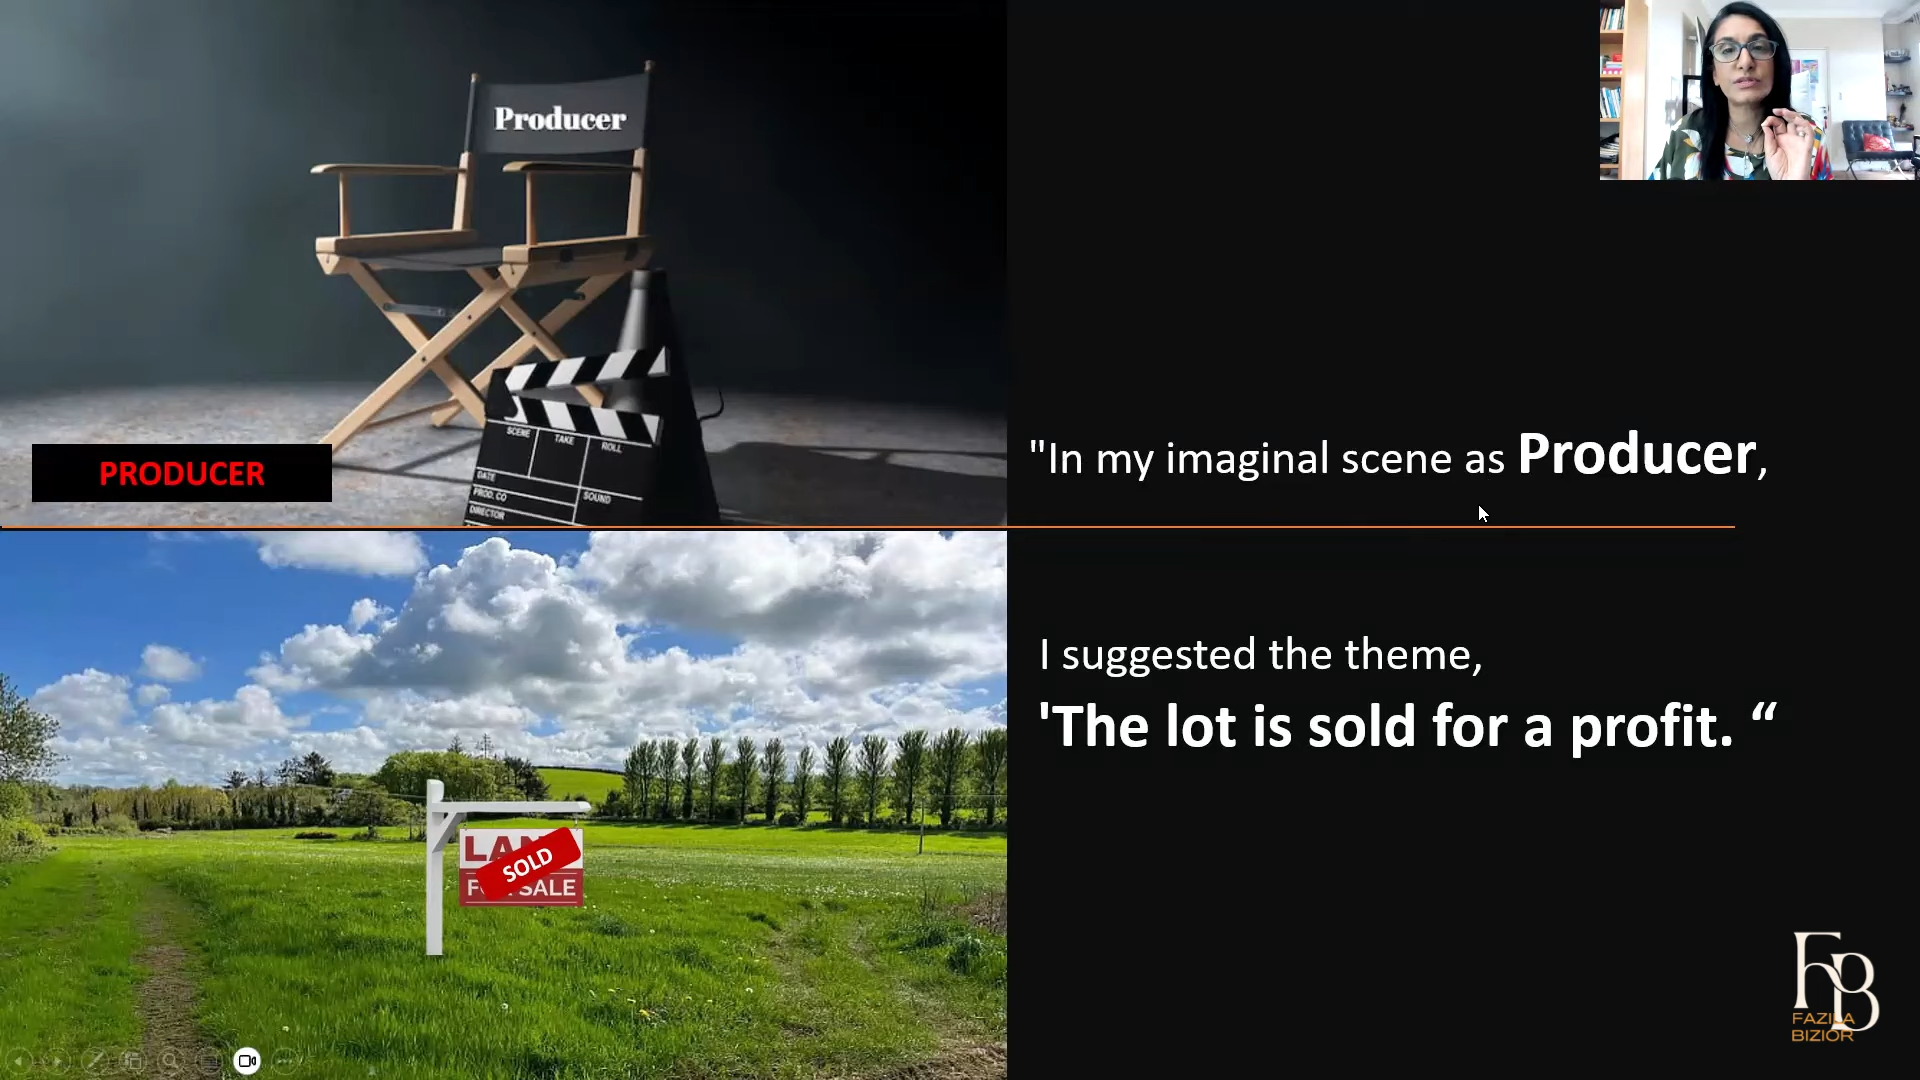 Producer
SCENE
TAKE
ROLL
DATE
PROD. CO
SOUND
DIRECTOR
PRODUCER
"In my imaginal scene as Producer,
I suggested the theme,
'The lot is sold for a profit. “
SOLD
SALE
FAZILA
BIZIOR